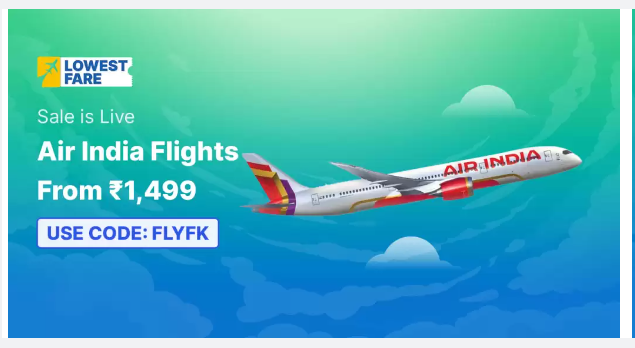 LOWEST
FARE
Sale is Live
Air India Flights
From ₹1,499
USE CODE: FLYFK
AIR INDIA